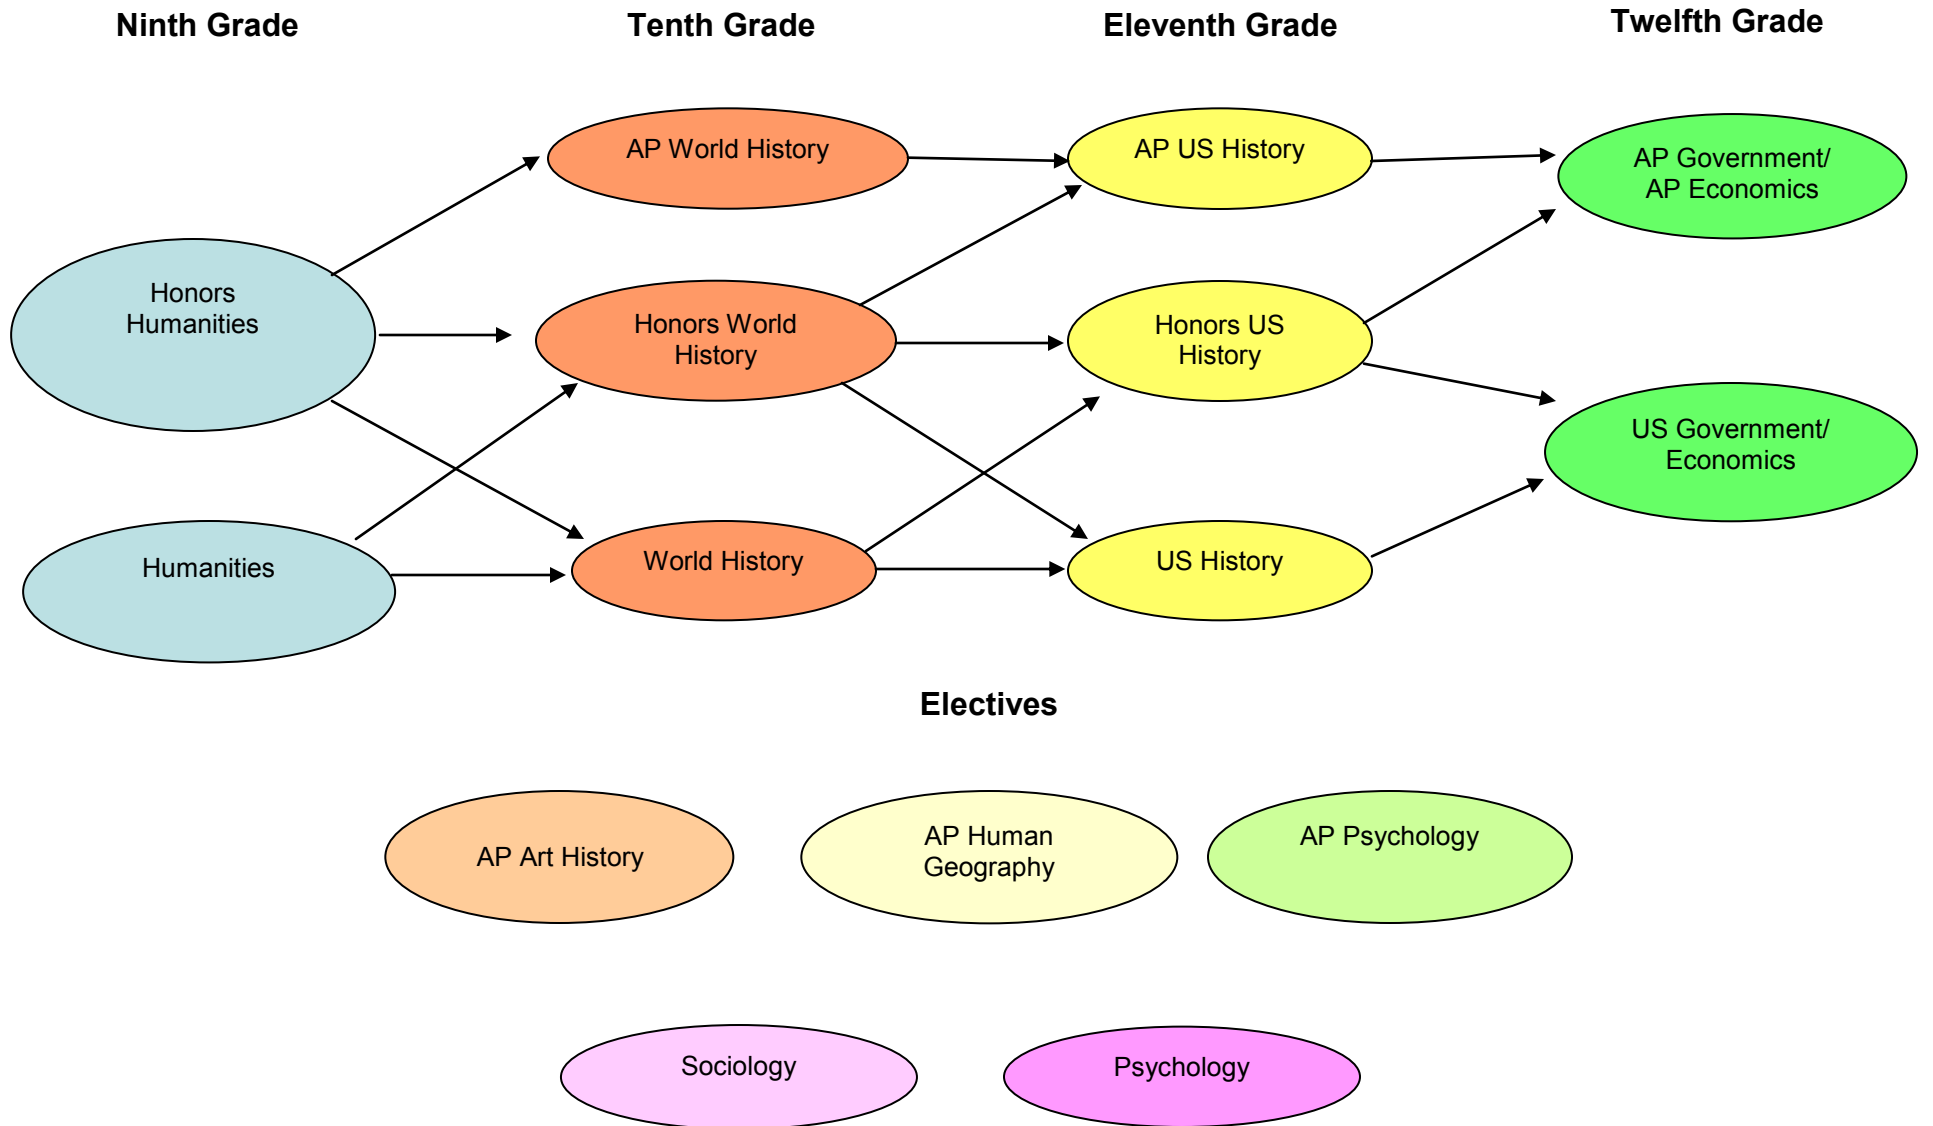 Ninth Grade
Tenth Grade
Eleventh Grade
Twelfth Grade
AP World History
AP US History
AP Government/
AP Economics
Honors
Humanities
Honors World
History
Honors US
History
US Government/
Economics
Humanities
World History
US History
Electives
AP Art History
AP Human
Geography
AP Psychology
Sociology
Psychology